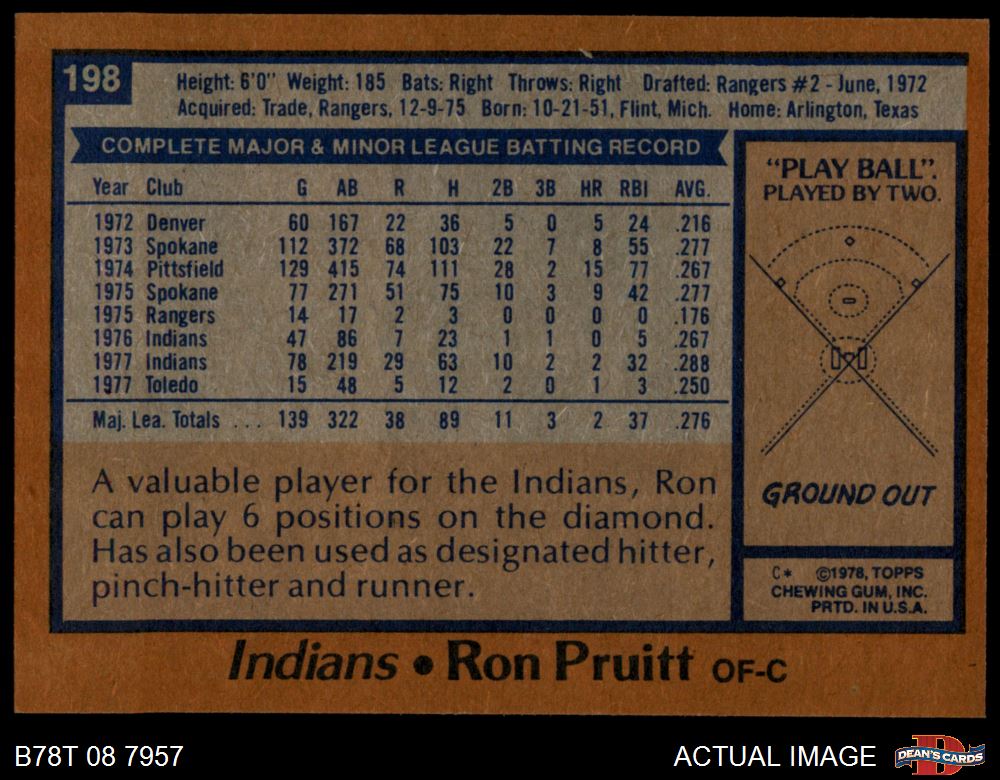 198
Height: 6'0" Weight: 185 Bats: Right Throws: Right Drafted: Rangers #2 - June, 1972
Acquired: Trade, Rangers, 12-9-75 Born: 10-21-51, Flint, Mich. Home: Arlington, Texas
COMPLETE MAJOR & MINOR LEAGUE BATTING RECORD
Year Club G AB R H 2B 3B HR RBI AVG.
1972 Denver 60 167 22 36 5 0 5 24 .216
1973 Spokane 112 372 68 103 22 7 8 55 .277
1974 Pittsfield 129 415 74 111 28 2 15 77 .267
1975 Spokane 77 271 51 75 10 3 9 42 .277
1975 Rangers 14 17 2 3 0 0 0 0 .176
1976 Indians 47 86 7 23 1 1 0 5 .267
1977 Indians 78 219 29 63 10 2 2 32 .288
1977 Toledo 15 48 5 12 2 0 1 3 .250
Maj. Lea. Totals ... 139 322 38 89 11 3 2 37 .276
A valuable player for the Indians, Ron
can play 6 positions on the diamond.
Has also been used as designated hitter,
pinch-hitter and runner.
"PLAY BALL".
PLAYED BY TWO.
GROUND OUT
C* ©1978, TOPPS
CHEWING GUM, INC.
PRTD. IN U.S.A.
Indians • Ron Pruitt OF-C
B78T 08 7957
ACTUAL IMAGE
D
DEAN'S CARDS